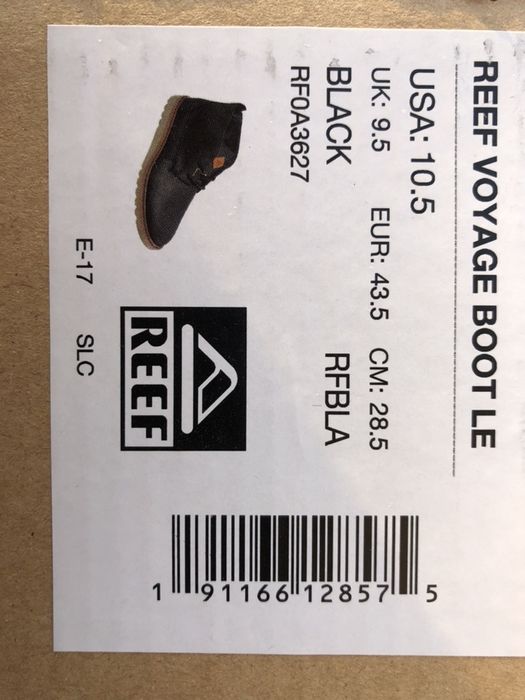 REEF VOYAGE BOOT LE
USA: 10.5
UK: 9.5 EUR: 43.5 CM: 28.5
BLACK RFBLA
RF0A3627
REEF
E-17 SLC
1 91166 12857 5